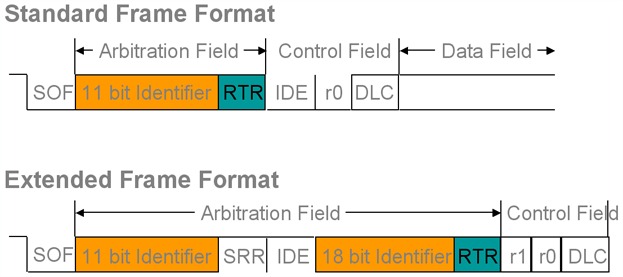 Standard Frame Format
Arbitration Field Control Field Data Field
SOF 11 bit Identifier RTR IDE r0 DLC
Extended Frame Format
Arbitration Field Control Field
SOF 11 bit Identifier SRR IDE 18 bit Identifier RTR r1 r0 DLC